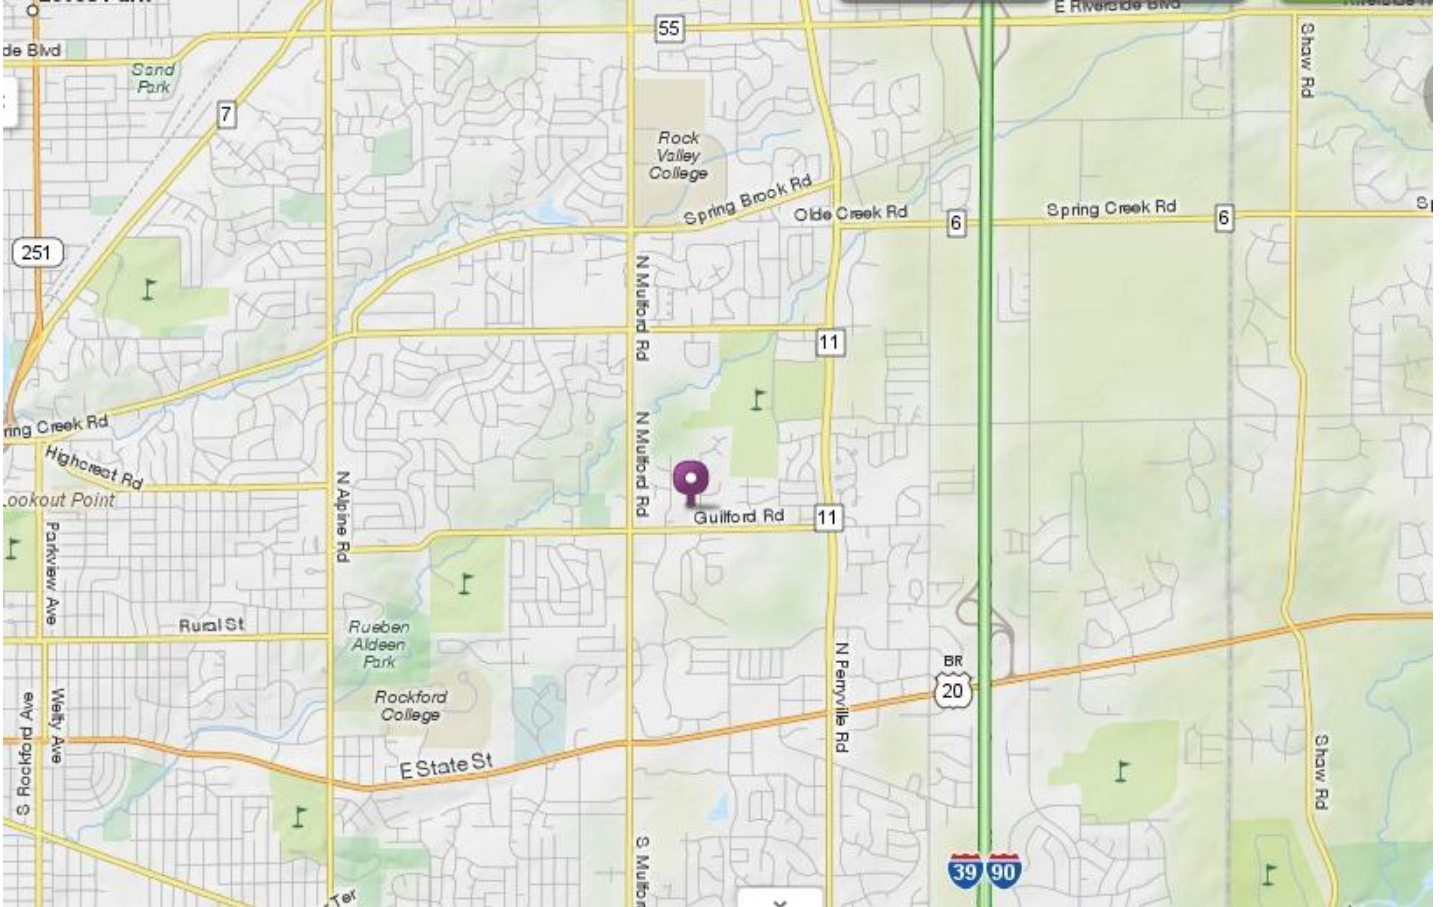 55
E Riverside Blvd
de Blvd
Sand
Park
7
Shaw Rd
Rock
Valley
College
Spring Brook Rd
Olde Creek Rd
6
Spring Creek Rd
6
Sp
251
N Mulford Rd
11
ring Creek Rd
Highcrest Rd
N Mulford Rd
Lookout Point
N Alpine Rd
Guilford Rd
11
Parkview Ave
Rural St
Rueben
Aldeen
Park
N Perryville Rd
BR
20
Rockford
College
S Rockford Ave
Welty Ave
E State St
Shaw Rd
S Mulfor
39
90
Ter